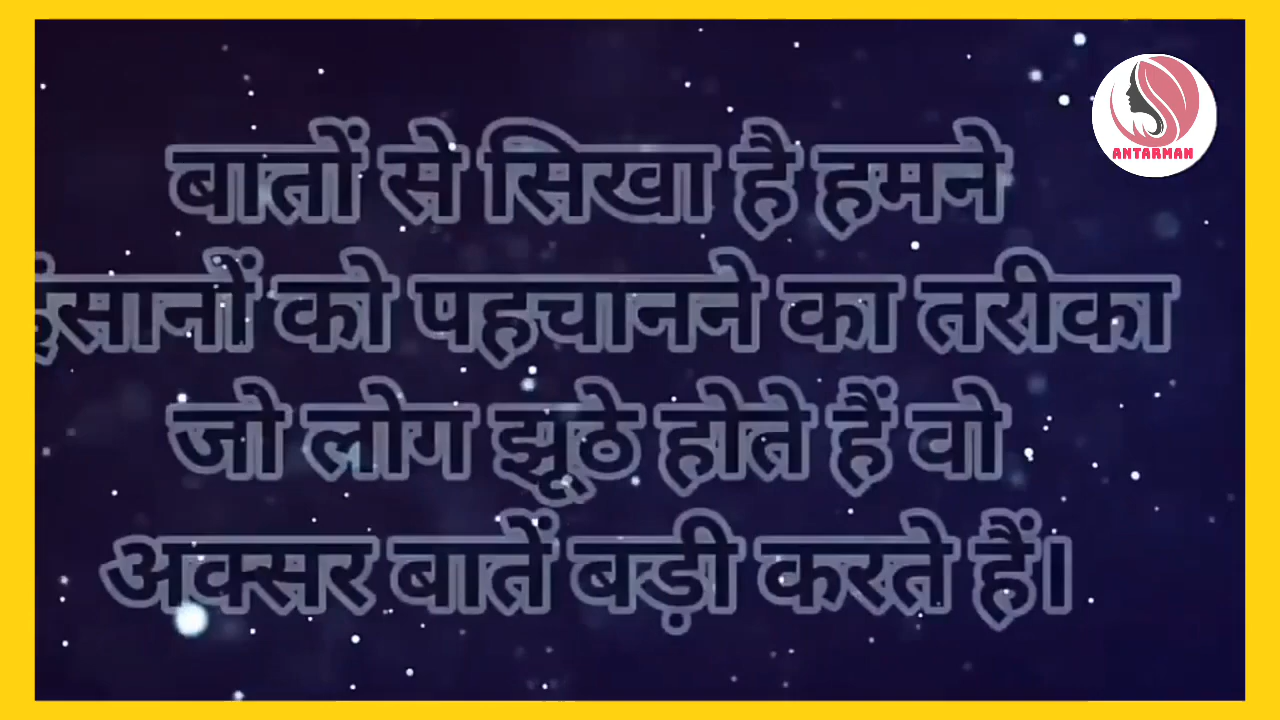 ANTARMAN
बातों से सिखा है हमने
इंसानों को पहचानने का तरीका
जो लोग झूठे होते हैं वो
अक्सर बातें बड़ी करते हैं।